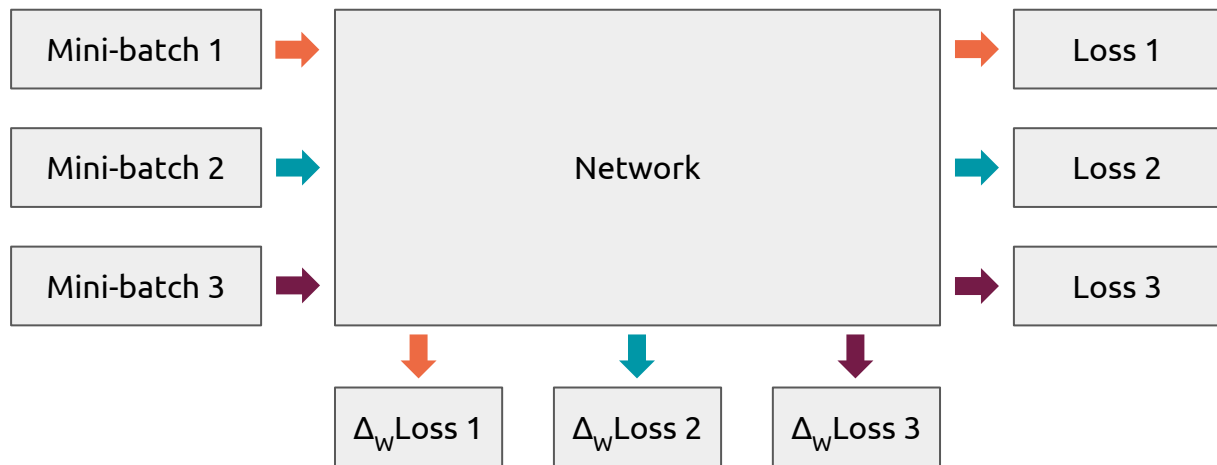 Mini-batch 1
Loss 1
Mini-batch 2
Network
Loss 2
Mini-batch 3
Loss 3
ΔwLoss 1
ΔwLoss 2
ΔwLoss 3